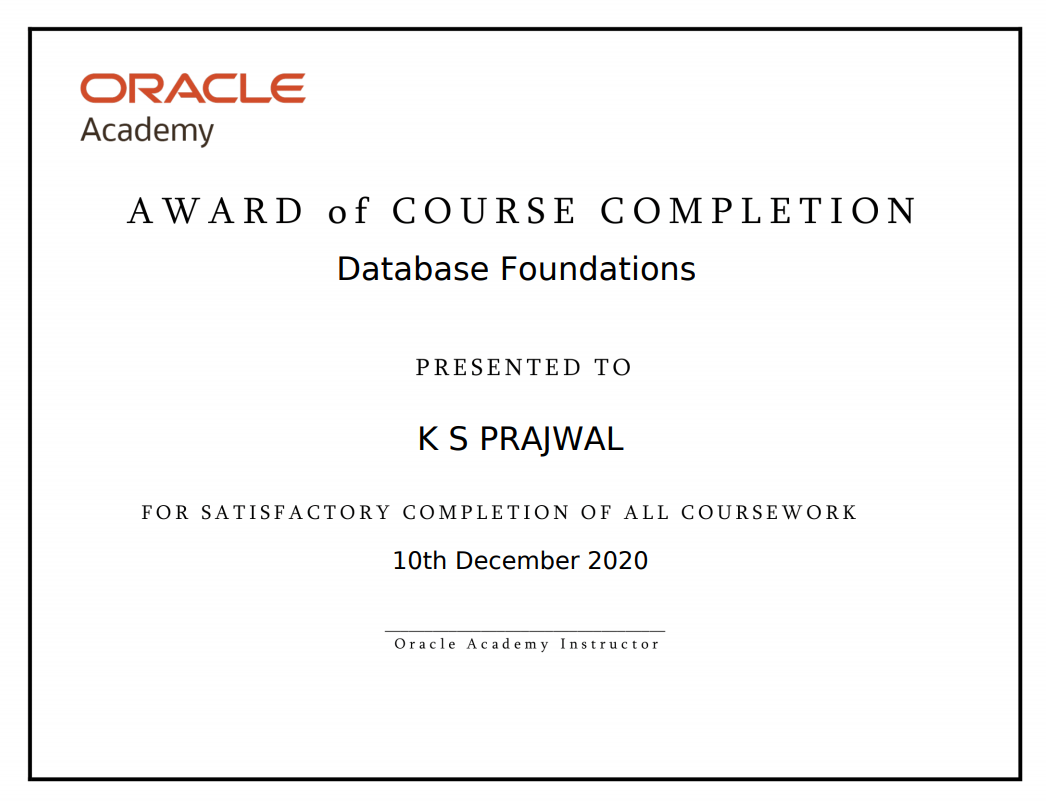 ORACLE
Academy
AWARD of COURSE COMPLETION
Database Foundations
PRESENTED TO
K S PRAJWAL
FOR SATISFACTORY COMPLETION OF ALL COURSEWORK
10th December 2020
Oracle Academy Instructor